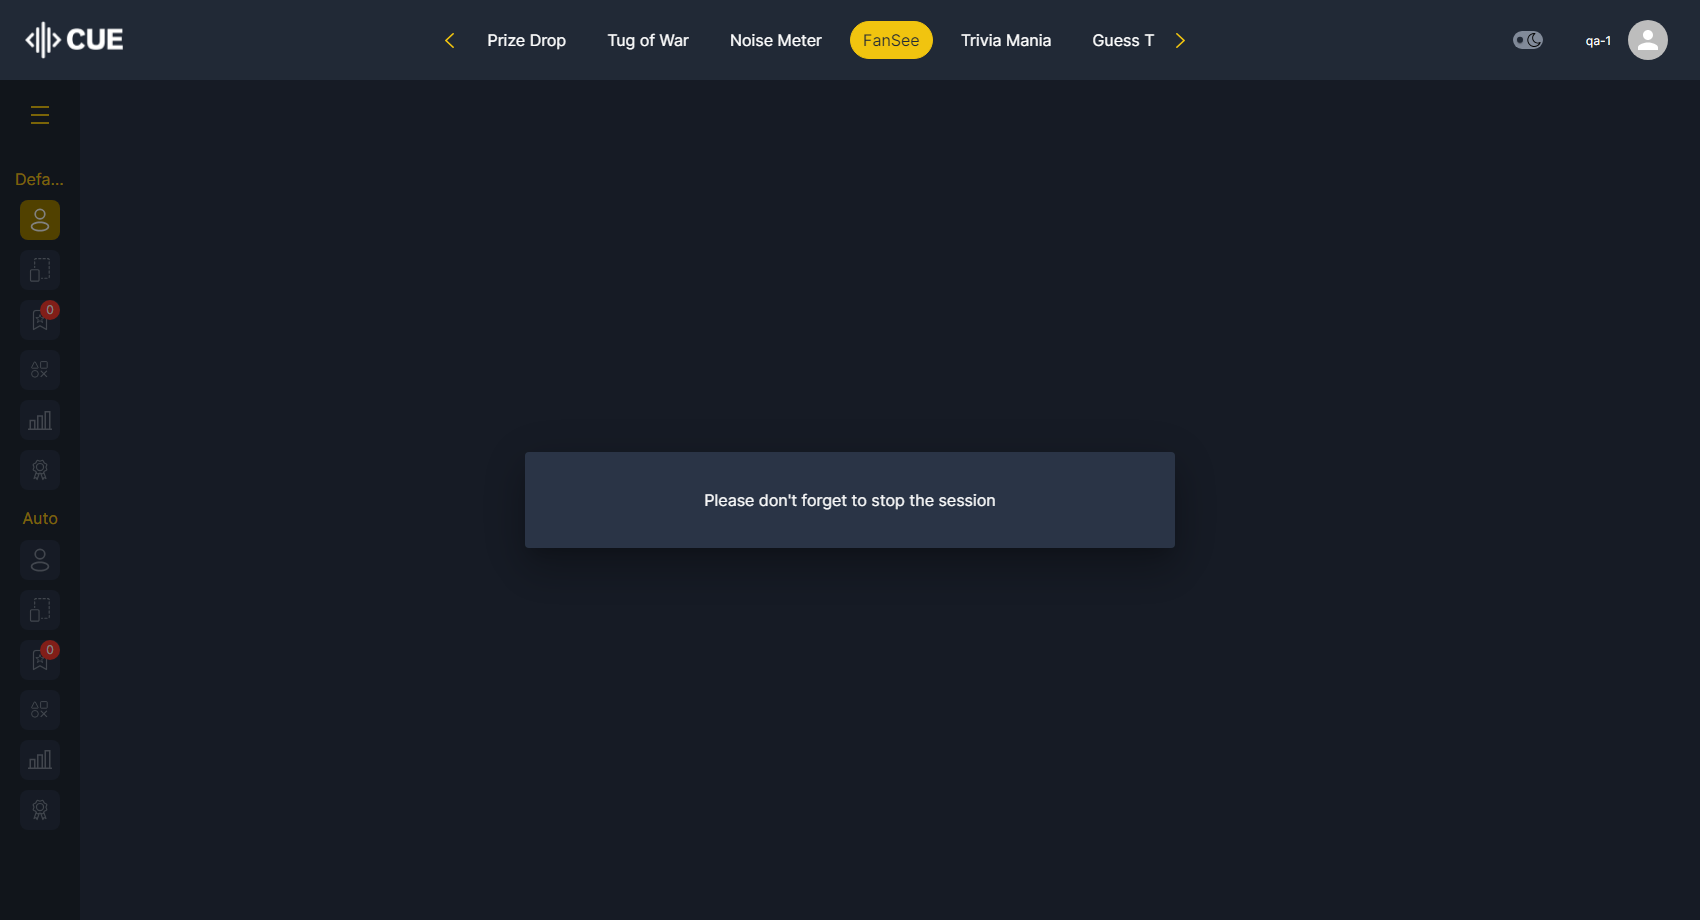 CUE
Prize Drop
Tug of War
Noise Meter
FanSee
Trivia Mania
Guess T
qa-1
Defa...
0
Auto
0
Please don't forget to stop the session